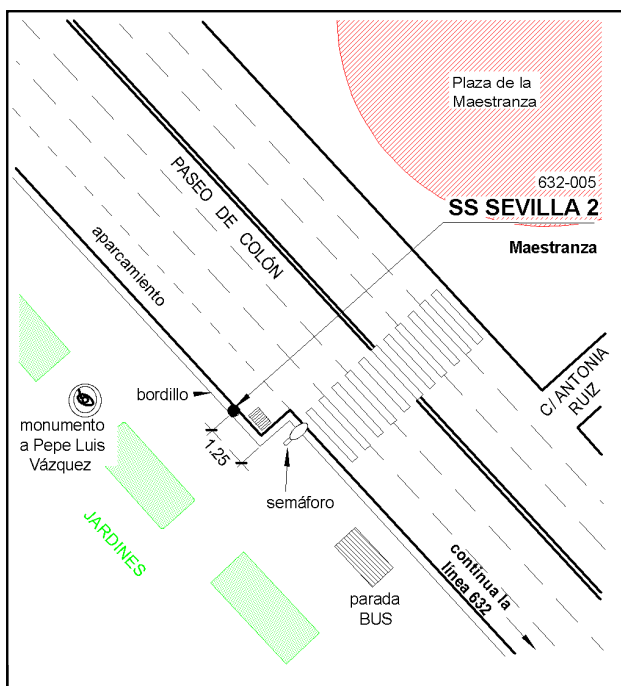 Plaza de la
Maestranza
632-005
SS SEVILLA 2
Maestranza
PASEO DE COLÓN
aparcamiento
bordillo
C/ ANTONIA
RUIZ
monumento
a Pepe Luis
Vázquez
1.25
semáforo
JARDINES
continua la
línea 632
parada
BUS